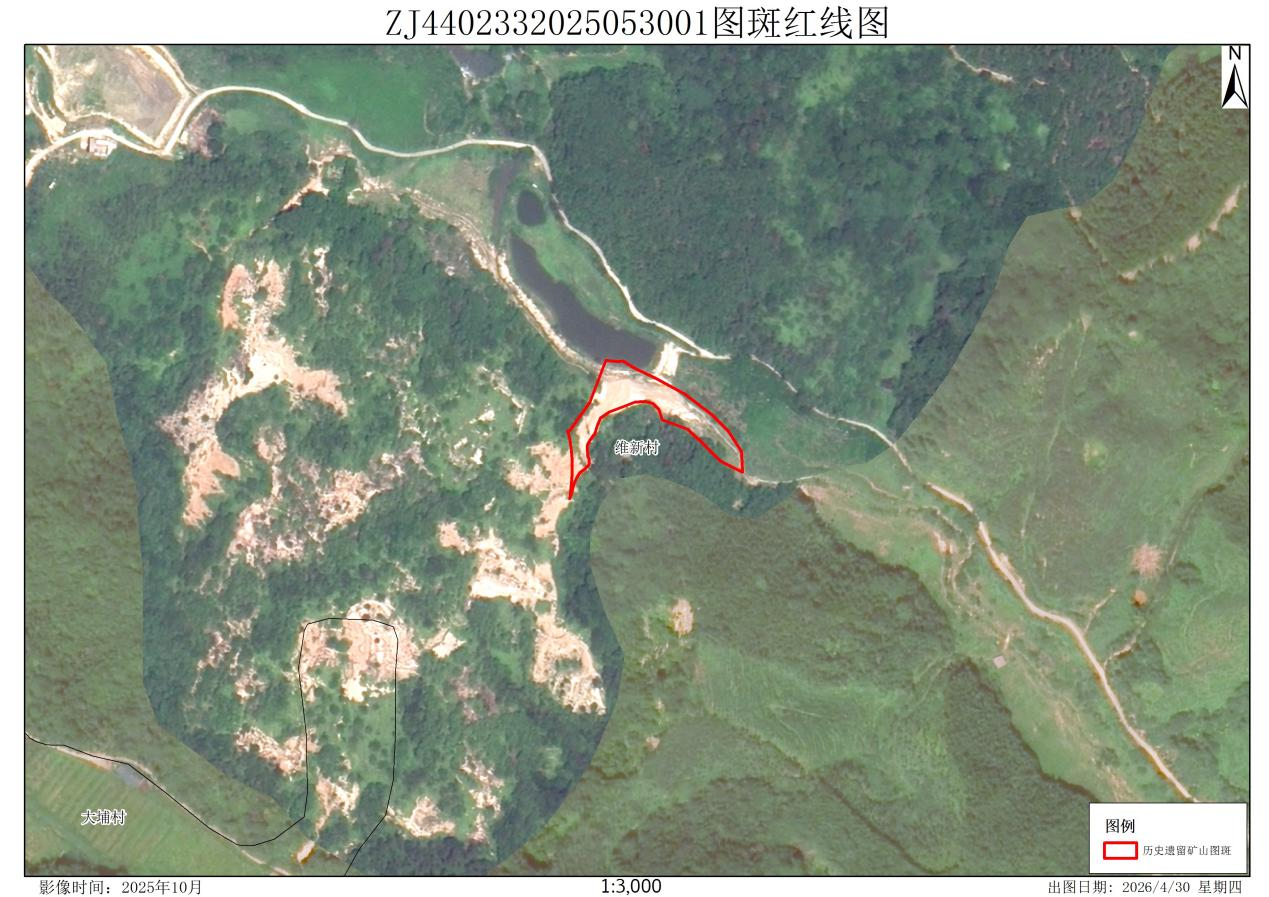 ZJ4402332025053001图斑红线图
N
维新村
大埔村
图例
历史遗留矿山图斑
影像时间：2025年10月
1:3,000
出图日期：2026/4/30 星期四